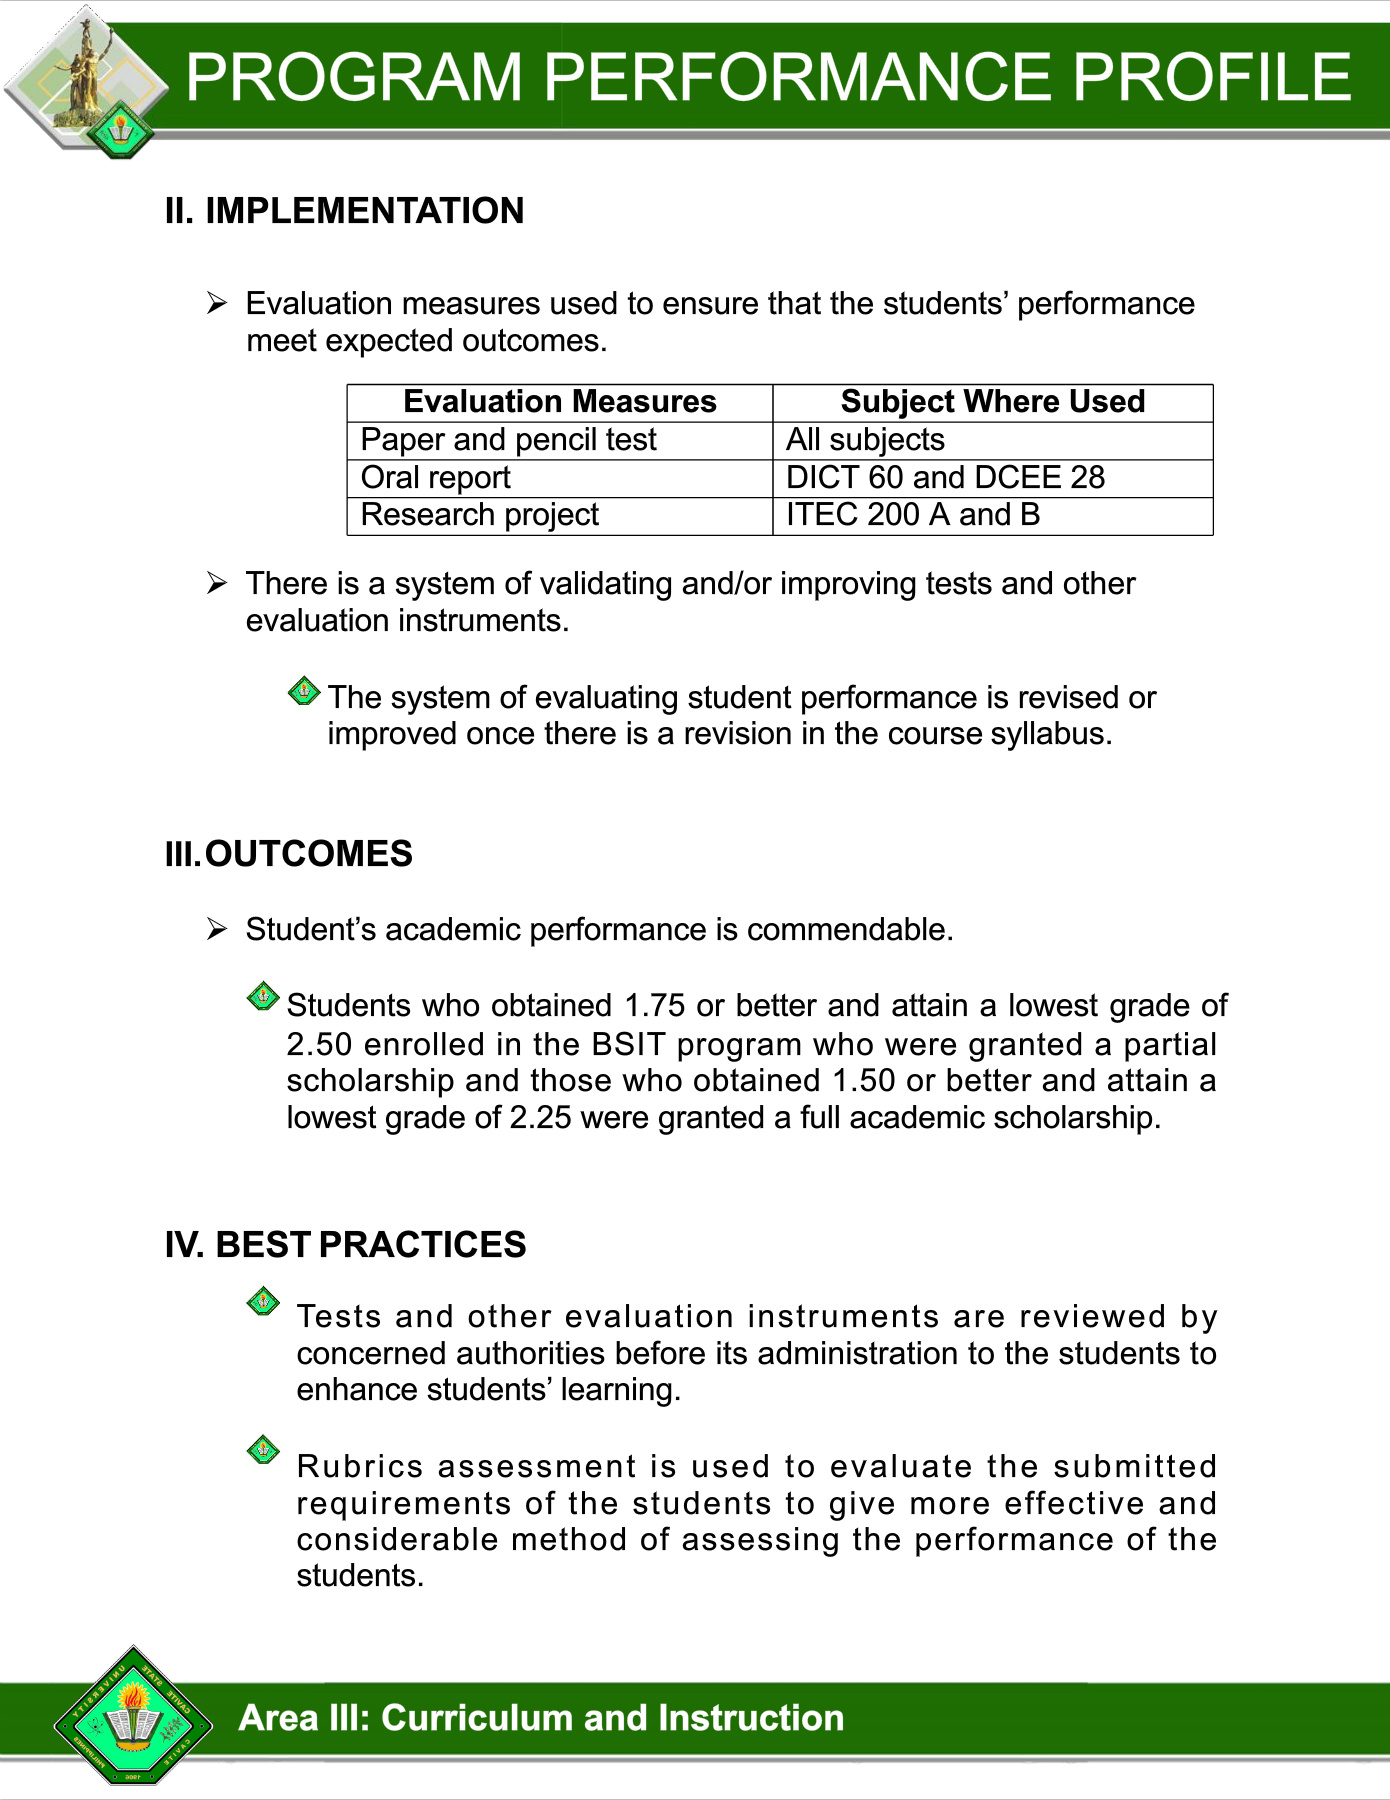 PROGRAM PERFORMANCE PROFILE
II. IMPLEMENTATION
➢ Evaluation measures used to ensure that the students’ performance
meet expected outcomes.
Evaluation Measures Subject Where Used
Paper and pencil test All subjects
Oral report DICT 60 and DCEE 28
Research project ITEC 200 A and B
➢ There is a system of validating and/or improving tests and other
evaluation instruments.
The system of evaluating student performance is revised or
improved once there is a revision in the course syllabus.
III.OUTCOMES
➢ Student’s academic performance is commendable.
Students who obtained 1.75 or better and attain a lowest grade of
2.50 enrolled in the BSIT program who were granted a partial
scholarship and those who obtained 1.50 or better and attain a
lowest grade of 2.25 were granted a full academic scholarship.
IV. BEST PRACTICES
Tests and other evaluation instruments are reviewed by
concerned authorities before its administration to the students to
enhance students’ learning.
Rubrics assessment is used to evaluate the submitted
requirements of the students to give more effective and
considerable method of assessing the performance of the
students.
CAVITE STATE UNIVERSITY
CAVITE
PHILIPPINES
1906
Area III: Curriculum and Instruction